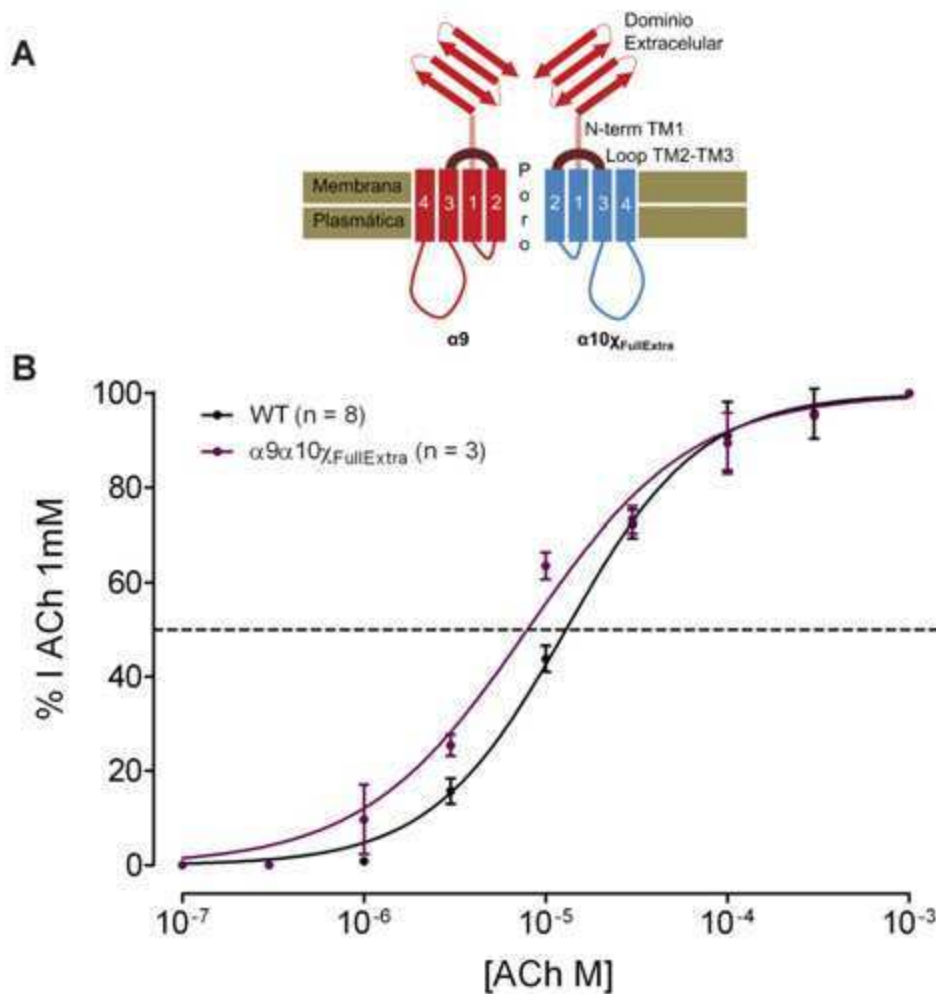 A
Dominio
Extracelular
N-term TM1
Loop TM2-TM3
Membrana
Plasmática
4 3 1 2
Poro
2 1 3 4
α9
α10χFullExtra
B
WT (n = 8)
α9α10χFullExtra (n = 3)
% I ACh 1mM
100
80
60
40
20
0
10-7
10-6
10-5
10-4
10-3
[ACh M]